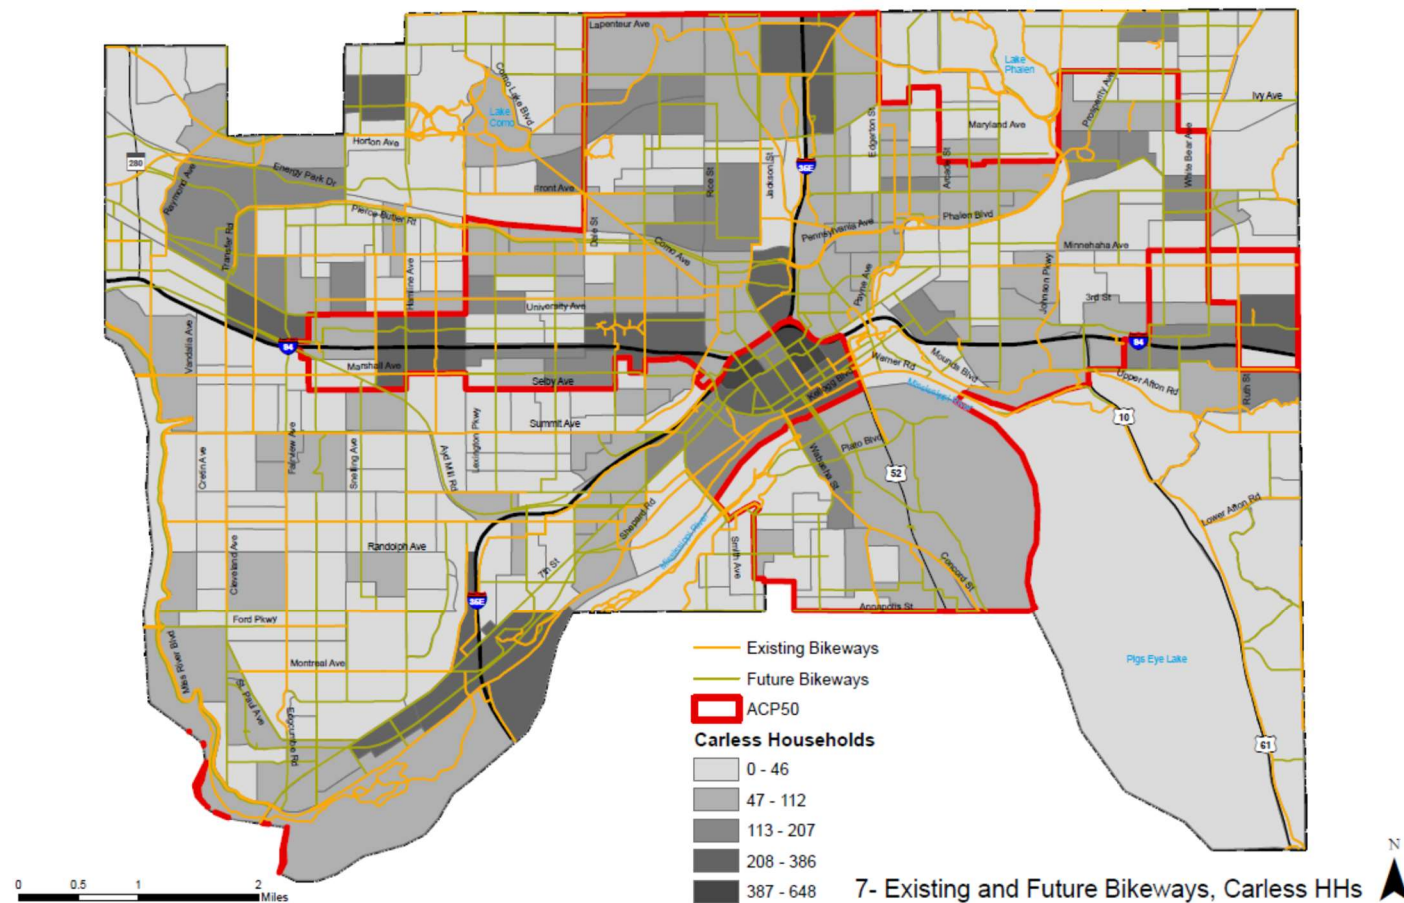 Larpenteur Ave
Lake Phalen
Como Lake Blvd
Lake Como
Prosperity Ave
Ivy Ave
Edgerton St
Maryland Ave
Arcade St
White Bear Ave
Horton Ave
280
35E
Jackson St
Rice St
Energy Park Dr
Raymond Ave
Front Ave
Pierce Butler Rt
Dale St
Phalen Blvd
Pennsylvania Ave
Transfer Rd
Como Ave
Minnehaha Ave
Hamline Ave
Payne Ave
Johnson Pkwy
3rd St
University Ave
Vandalia Ave
94
94
Marshall Ave
Selby Ave
Warner Rd
Mounds Blvd
Kellogg Blvd
Mississippi River
Upper Afton Rd
Ruth St
10
Summit Ave
Cretin Ave
Fairview Ave
Snelling Ave
Ayd Mill Rd
Lexington Pkwy
Wabasha St
Plato Blvd
52
Lower Afton Rd
Shepard Rd
Mississippi River
Smith Ave
Randolph Ave
Cleveland Ave
7th St
Concord St
35E
Annapolis St
Ford Pkwy
Miss River Blvd
Montreal Ave
St. Paul Ave
Edgcumbe Rd
Pigs Eye Lake
61
Existing Bikeways
Future Bikeways
ACP50
Carless Households
0 - 46
47 - 112
113 - 207
208 - 386
387 - 648
0 0.5 1 2
Miles
7- Existing and Future Bikeways, Carless HHs
N